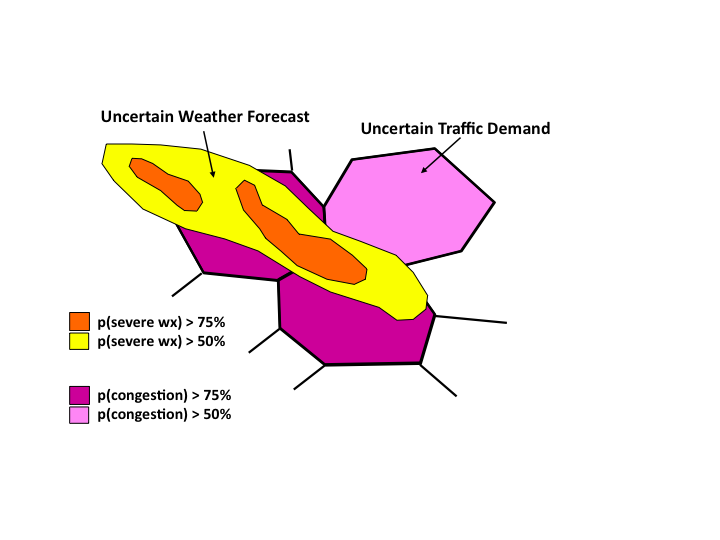 Uncertain Weather Forecast
Uncertain Traffic Demand
p(severe wx) > 75%
p(severe wx) > 50%
p(congestion) > 75%
p(congestion) > 50%